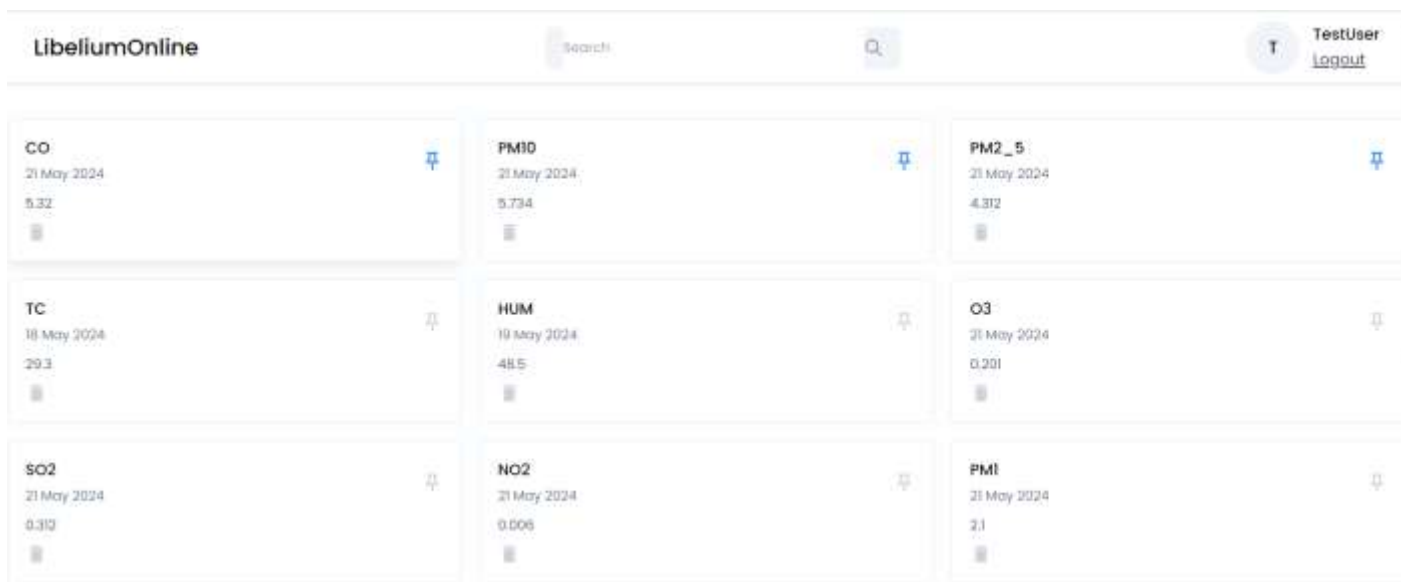 LibeliumOnline
Search
T
TestUser
Logout
CO
21 May 2024
5.32
PM10
21 May 2024
5.734
PM2_5
21 May 2024
4.312
TC
18 May 2024
29.3
HUM
19 May 2024
48.5
O3
21 May 2024
0.201
SO2
21 May 2024
0.312
NO2
21 May 2024
0.006
PM1
21 May 2024
2.1